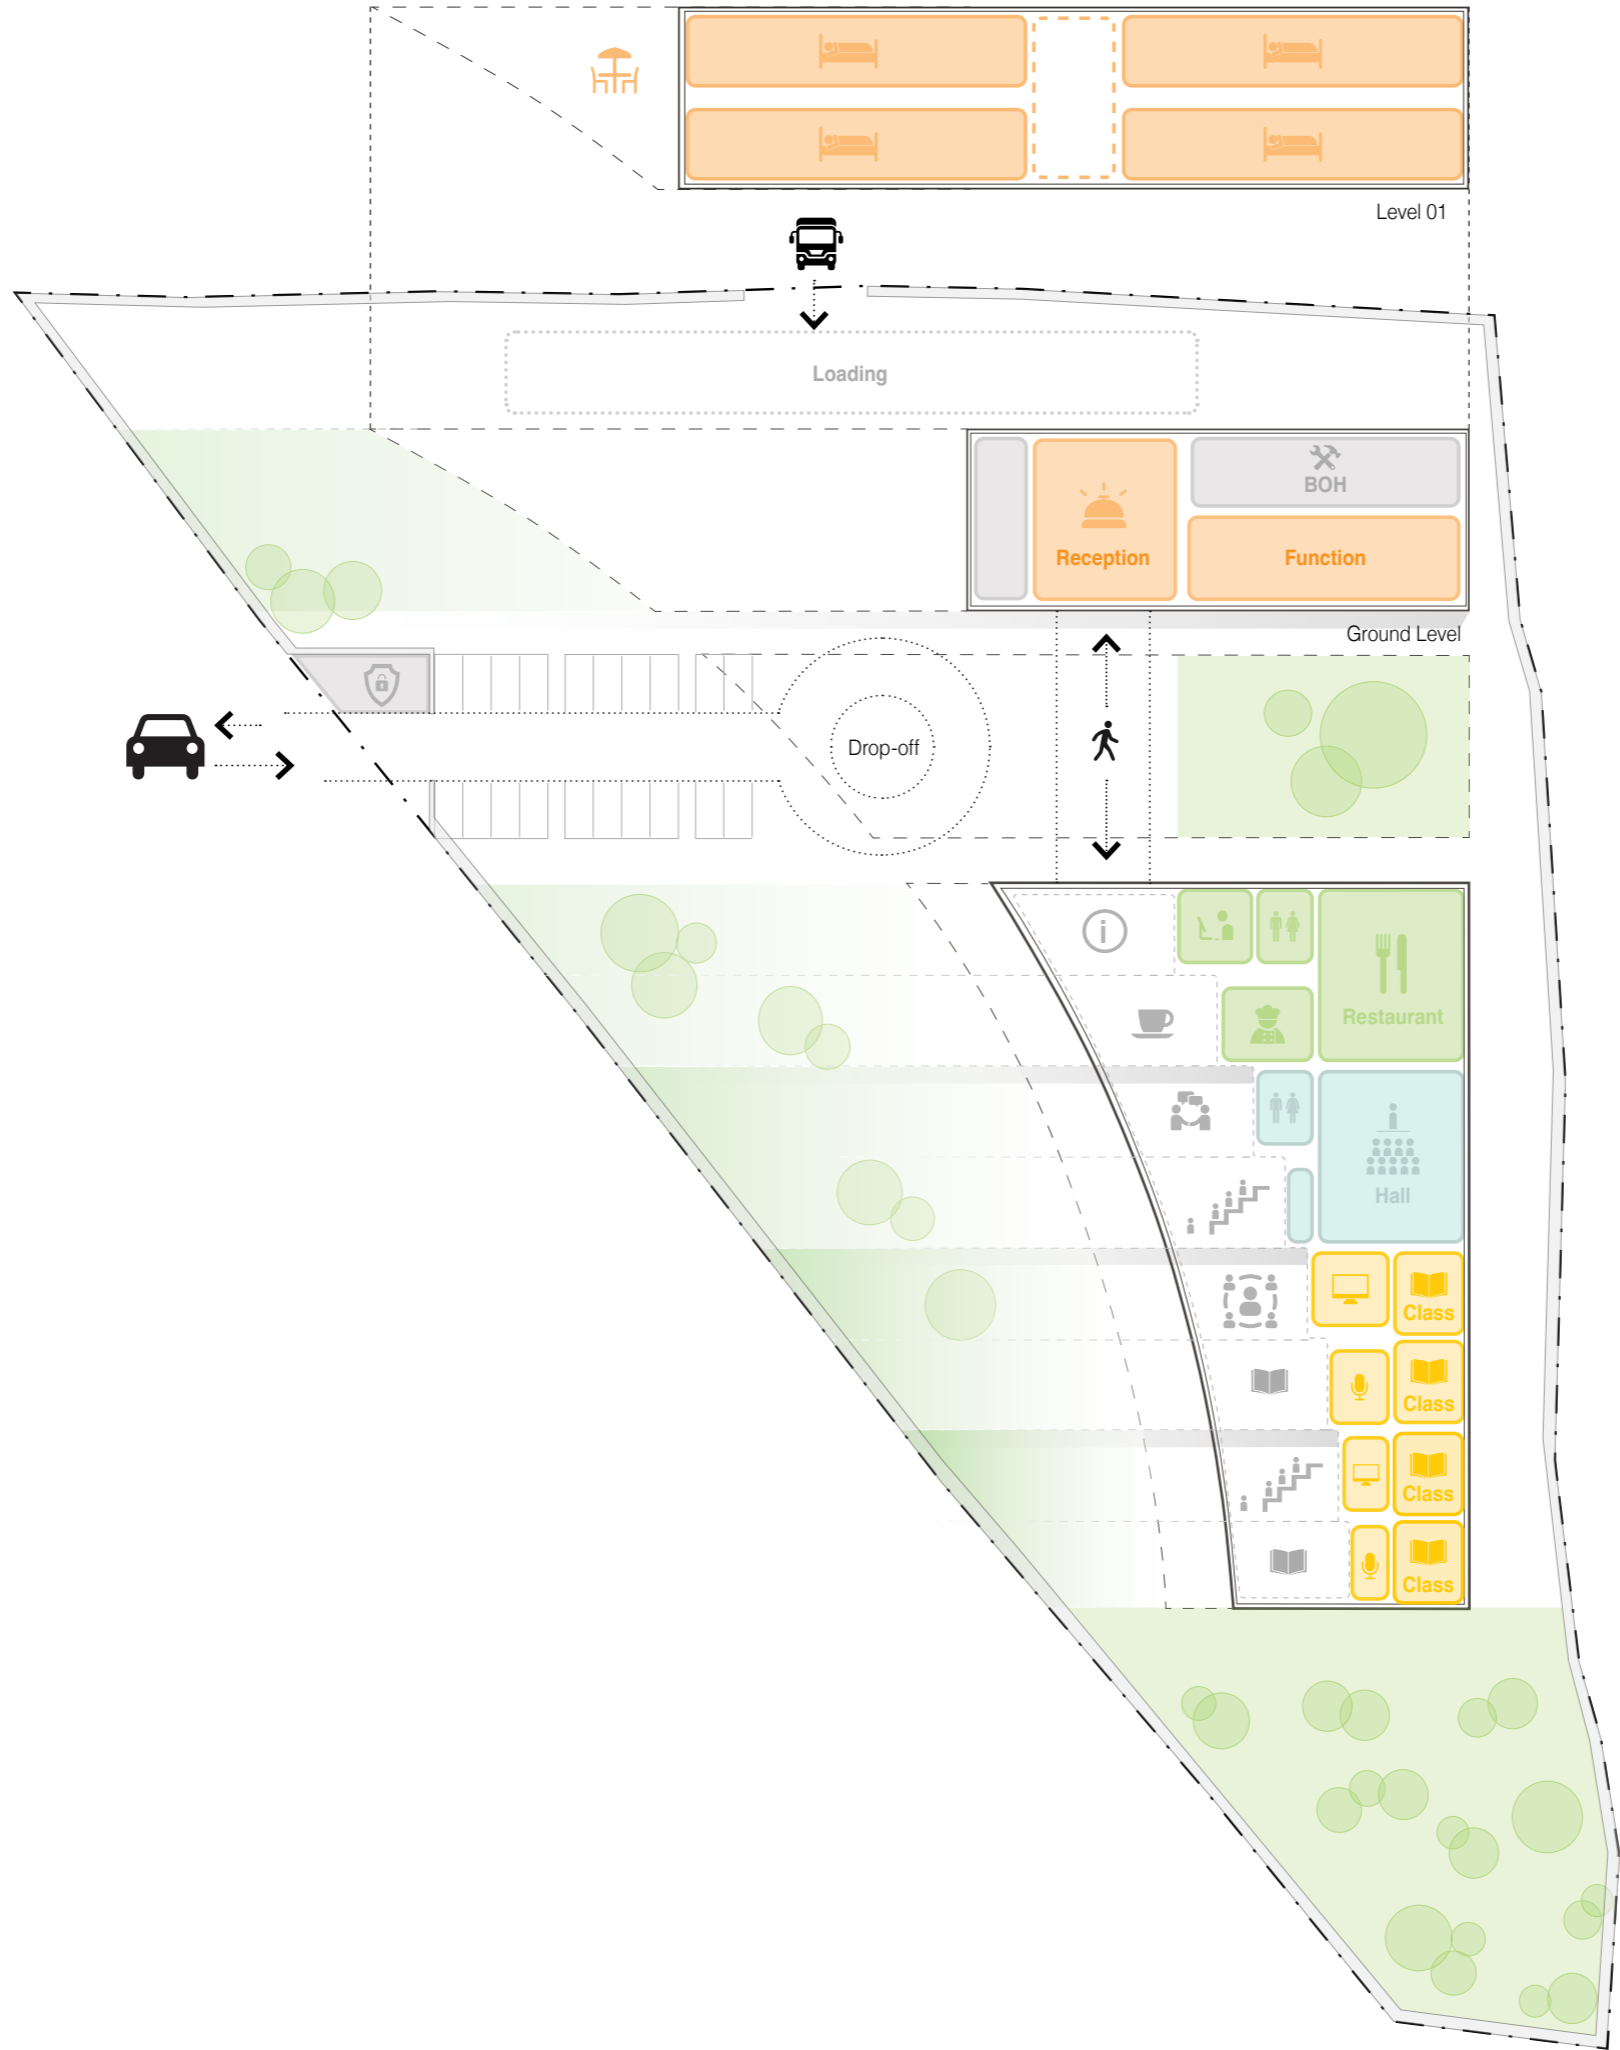 Level 01
Loading
BOH
Reception
Function
Ground Level
Drop-off
i
Restaurant
Hall
Class
Class
Class
Class